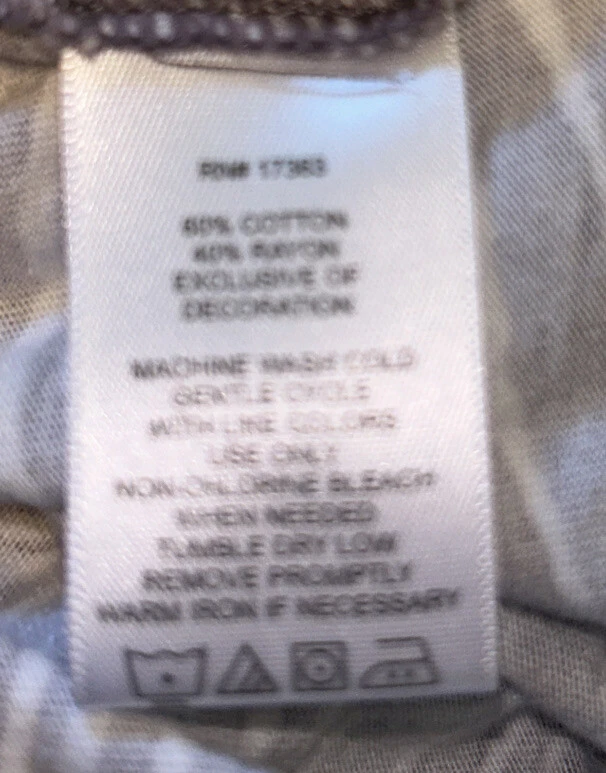 RN# 17363
60% COTTON
40% RAYON
EXCLUSIVE OF
DECORATION
MACHINE WASH COLD
GENTLE CYCLE
WITH LIKE COLORS
USE ONLY
NON-CHLORINE BLEACH
WHEN NEEDED
TUMBLE DRY LOW
REMOVE PROMPTLY
WARM IRON IF NECESSARY